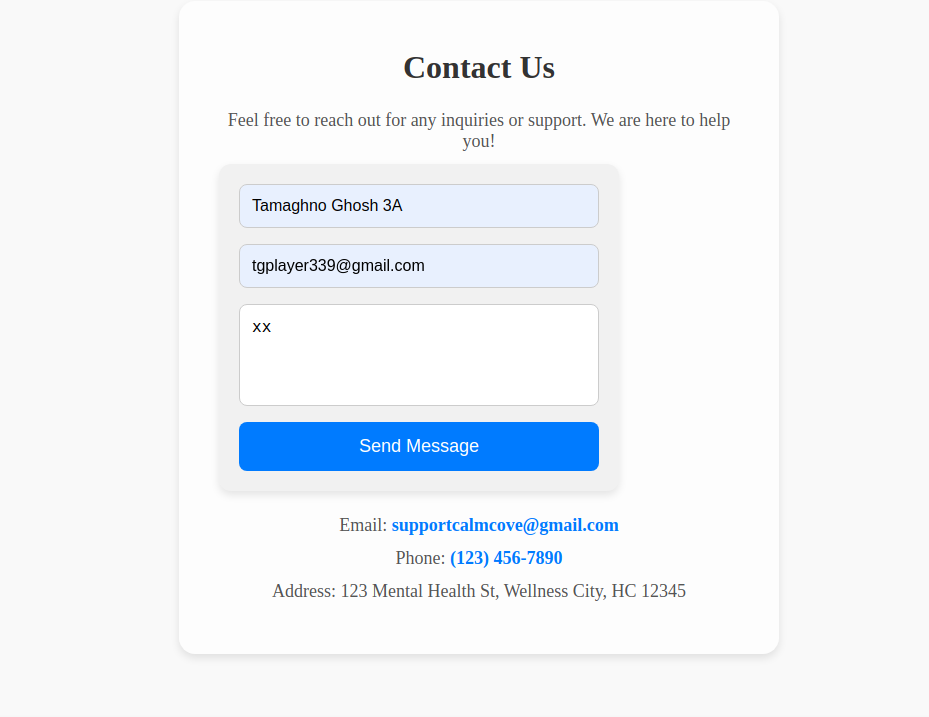 Contact Us
Feel free to reach out for any inquiries or support. We are here to help
you!
Tamaghno Ghosh 3A
tgplayer339@gmail.com
xx
Send Message
Email: supportcalmcove@gmail.com
Phone: (123) 456-7890
Address: 123 Mental Health St, Wellness City, HC 12345